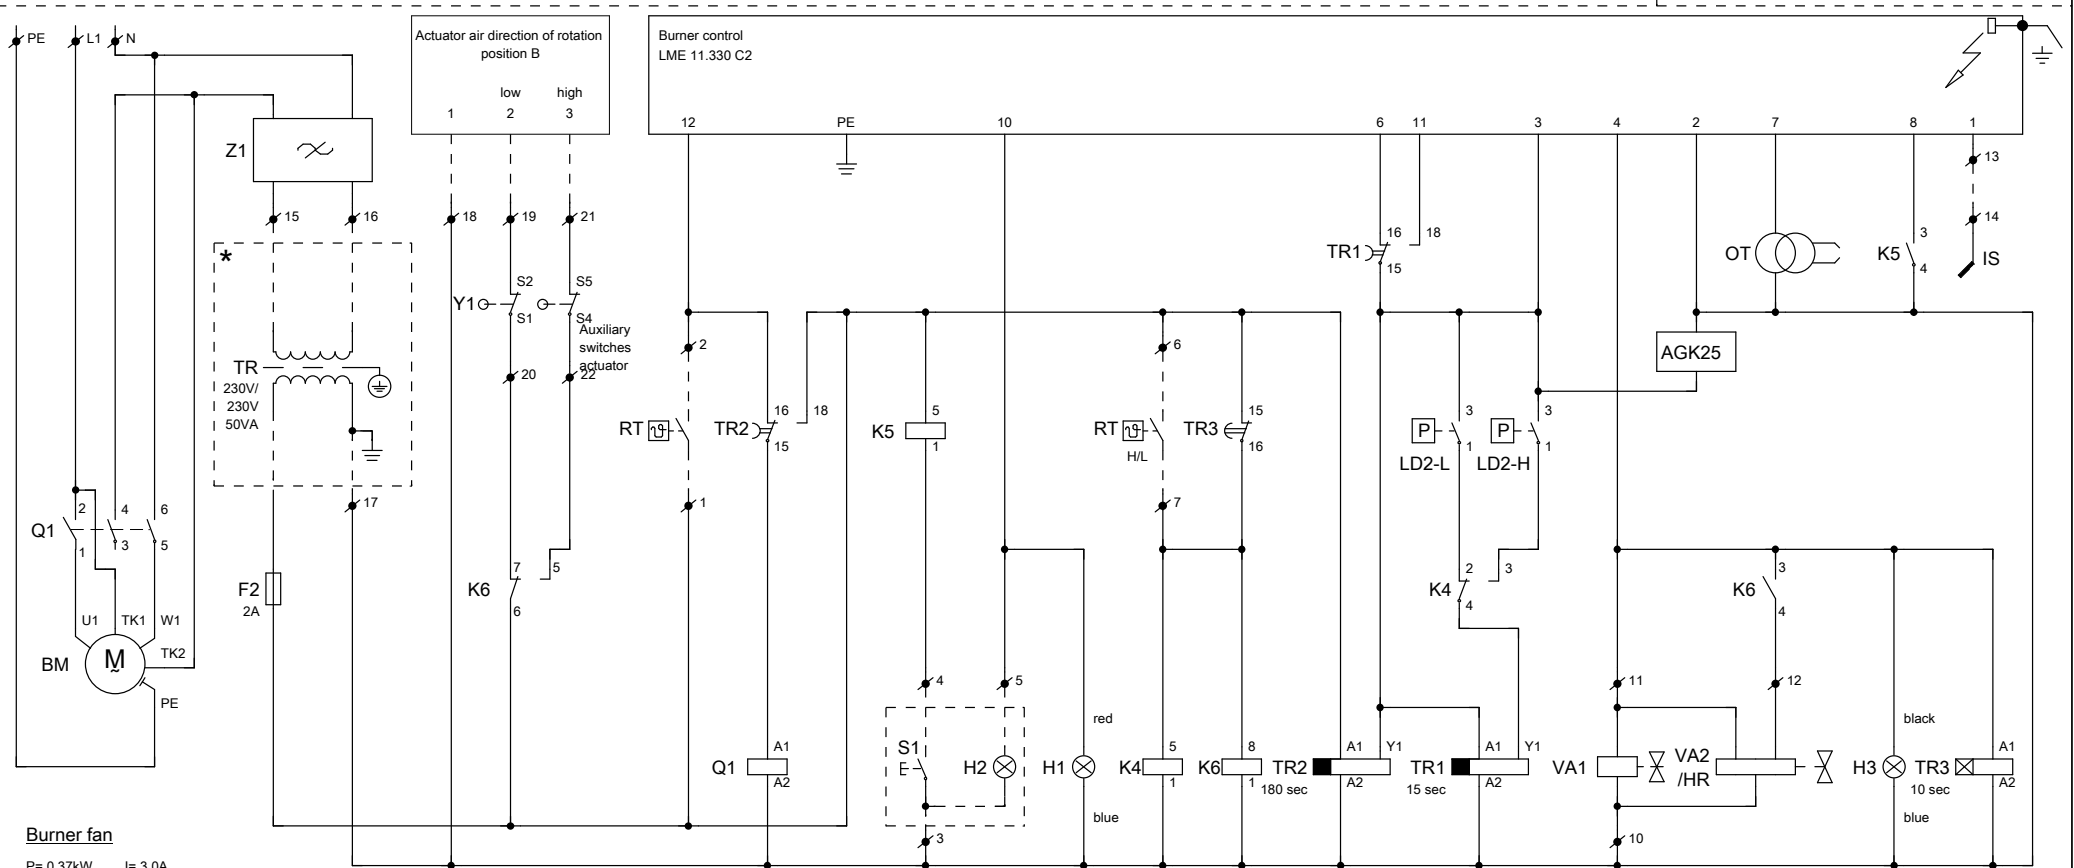 PE
L1
N
Actuator air direction of rotation
position B
low
high
1
2
3
Burner control
LME 11.330 C2
12
PE
10
6
11
3
4
2
7
8
1
Z1
15
16
18
19
21
13
14
*
TR
230V/
230V
50VA
17
Y1
S2
S1
S5
S4
Auxiliary
switches
actuator
20
22
TR1
16
18
15
OT
K5
3
4
IS
2
6
AGK25
RT
1
TR2
16
18
15
K5
5
1
RT
H/L
7
TR3
15
16
P
3
1
LD2-L
P
3
1
LD2-H
Q1
2
4
6
1
3
5
F2
2A
K6
7
5
6
K4
2
3
4
K6
3
4
U1
TK1
W1
BM
M
~
TK2
PE
4
5
11
12
red
black
S1
H2
H1
Q1
A1
A2
K4
5
1
K6
8
1
TR2
180 sec
A1
Y1
A2
TR1
15 sec
A1
Y1
A2
VA1
VA2
/HR
H3
TR3
10 sec
A1
A2
blue
blue
3
10
Burner fan
P= 0,37kW I= 3,0A